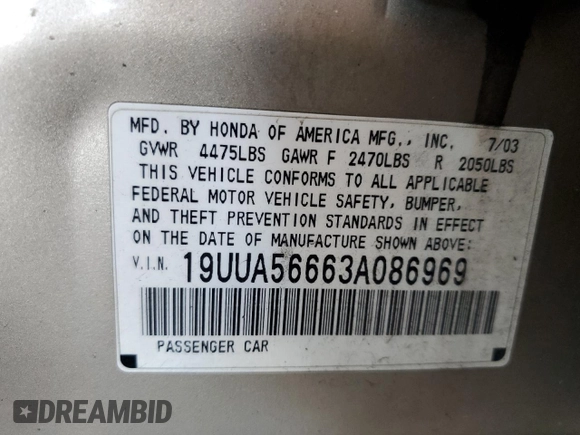 MFD. BY HONDA OF AMERICA MFG., INC. 7/03
GVWR 4475LBS GAWR F 2470LBS R 2050LBS
THIS VEHICLE CONFORMS TO ALL APPLICABLE
FEDERAL MOTOR VEHICLE SAFETY, BUMPER,
AND THEFT PREVENTION STANDARDS IN EFFECT
ON THE DATE OF MANUFACTURE SHOWN ABOVE:
V.I.N. 19UUA56663A086969
PASSENGER CAR
DREAMBID